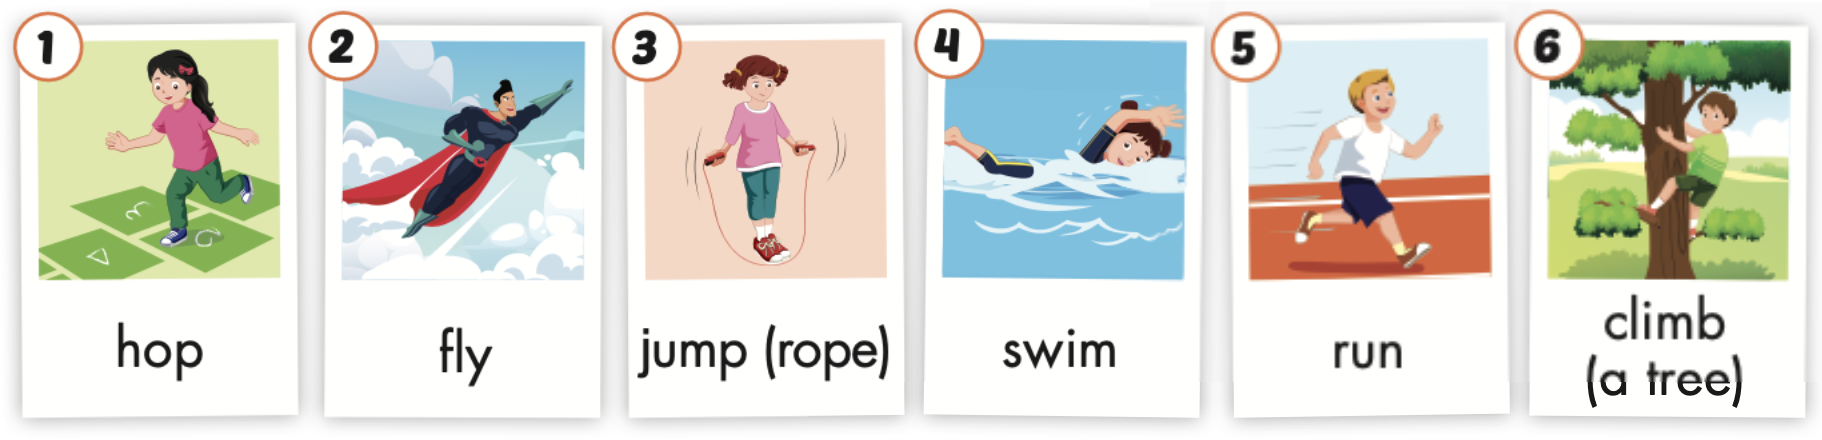 1
hop
2
fly
3
jump (rope)
4
swim
5
run
6
climb
(a tree)